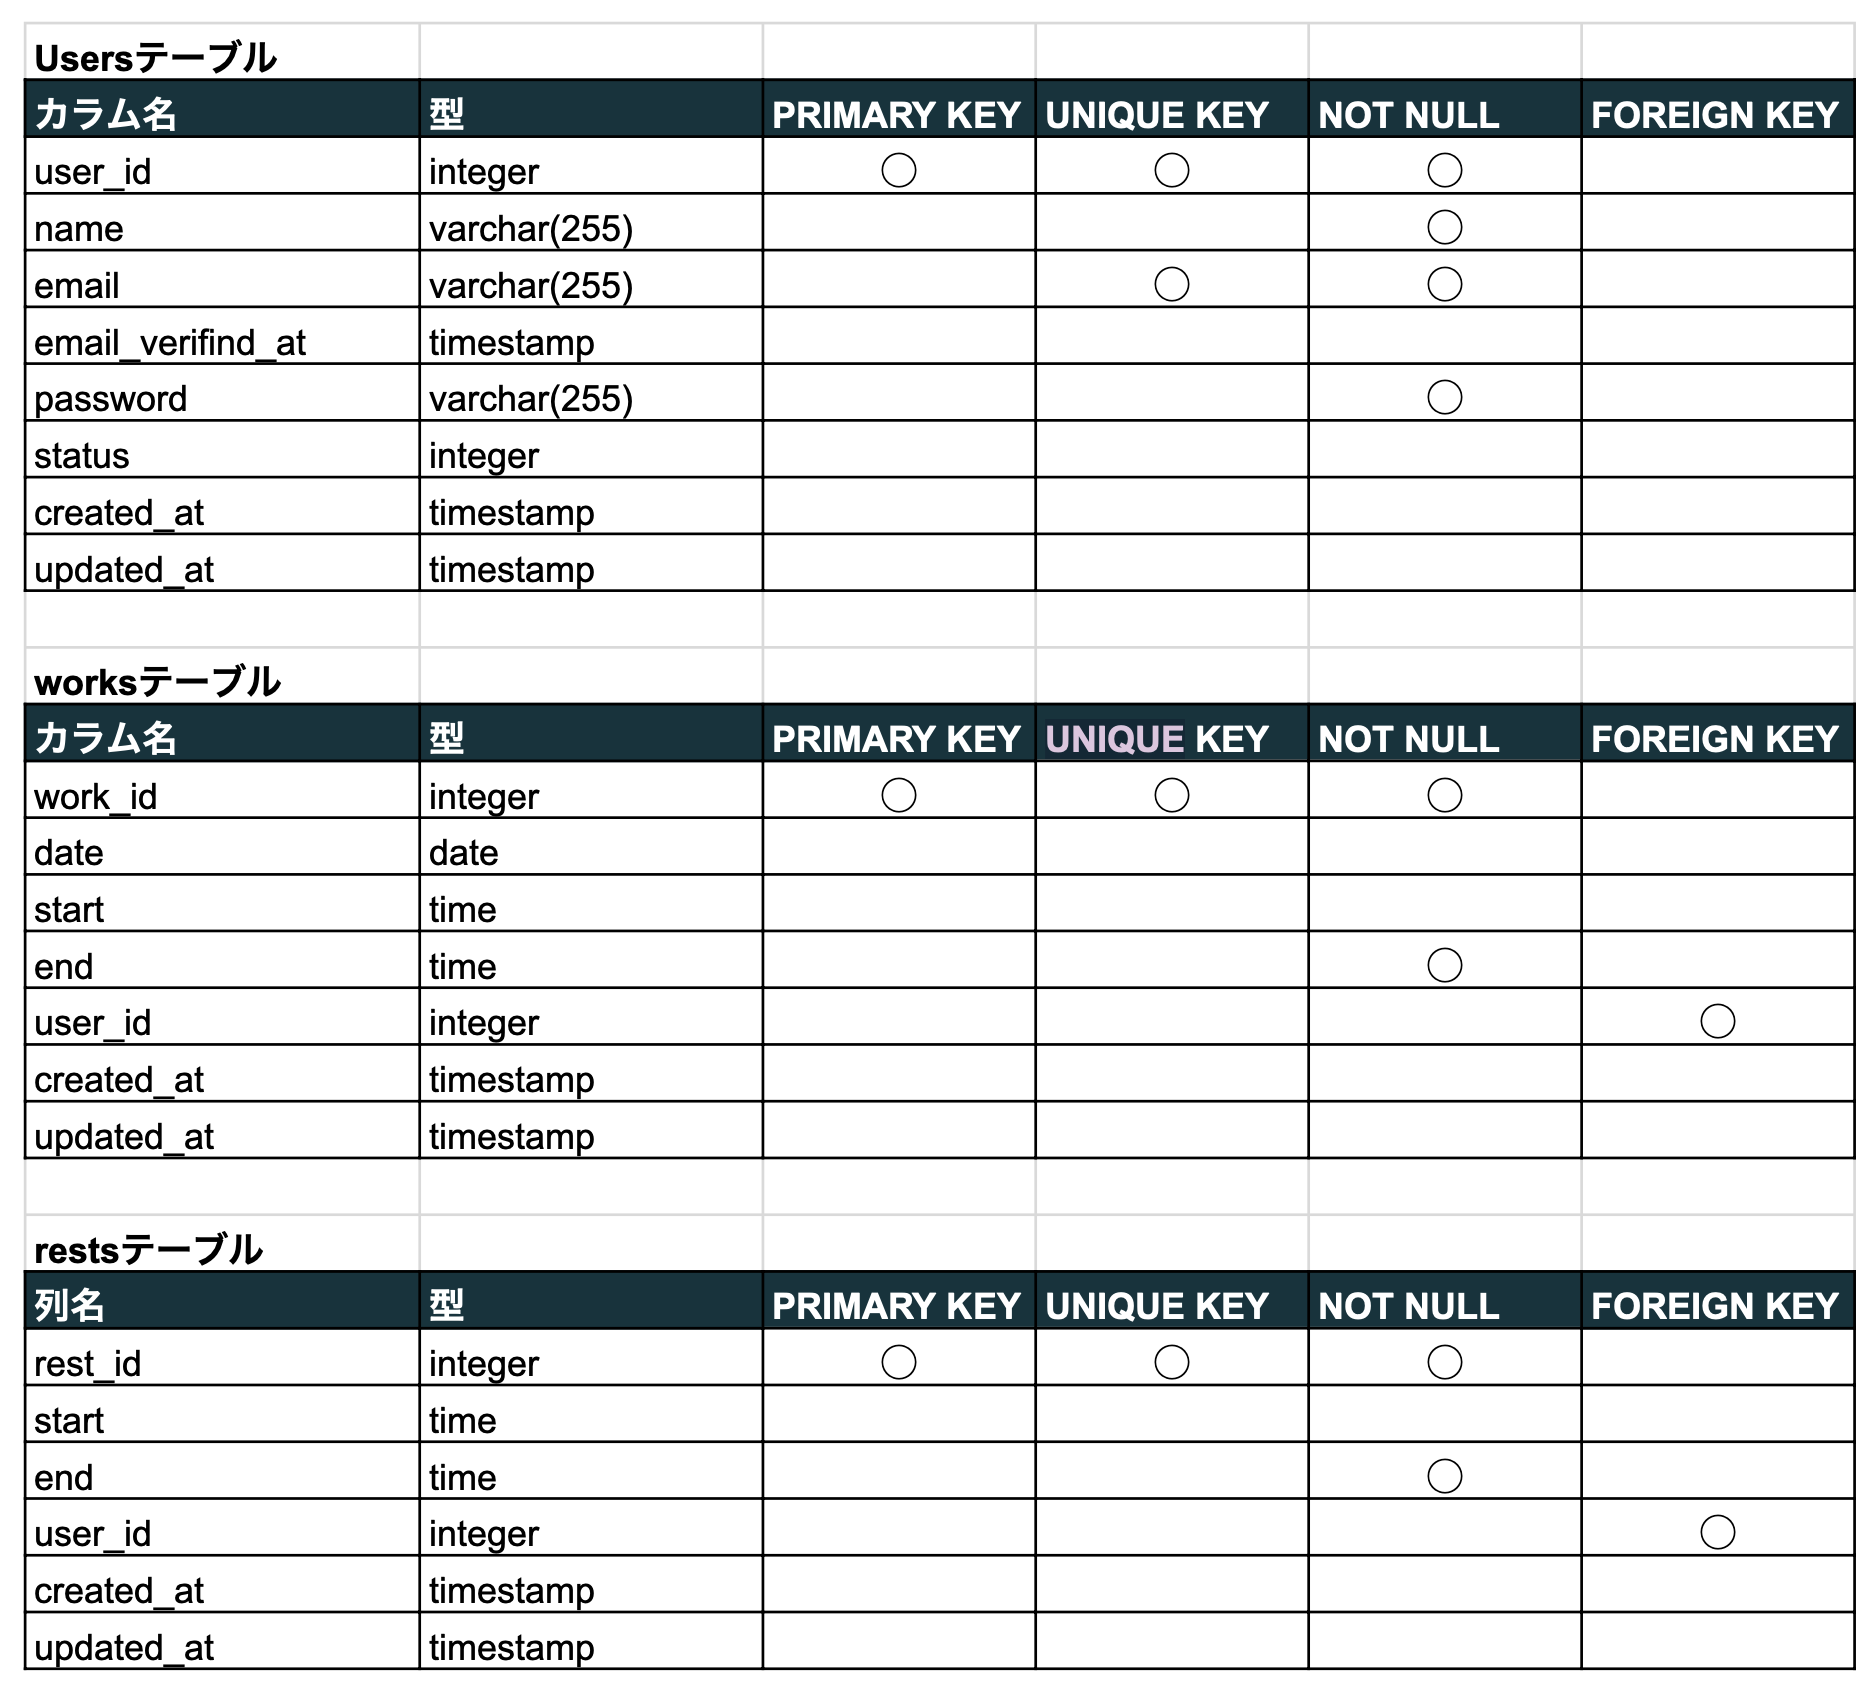 Usersテーブル
カラム名 型 PRIMARY KEY UNIQUE KEY NOT NULL FOREIGN KEY
user_id integer ◯ ◯ ◯
name varchar(255) ◯
email varchar(255) ◯ ◯
email_verifind_at timestamp
password varchar(255) ◯
status integer
created_at timestamp
updated_at timestamp
worksテーブル
カラム名 型 PRIMARY KEY UNIQUE KEY NOT NULL FOREIGN KEY
work_id integer ◯ ◯ ◯
date date
start time
end time ◯
user_id integer ◯
created_at timestamp
updated_at timestamp
restsテーブル
列名 型 PRIMARY KEY UNIQUE KEY NOT NULL FOREIGN KEY
rest_id integer ◯ ◯ ◯
start time
end time ◯
user_id integer ◯
created_at timestamp
updated_at timestamp